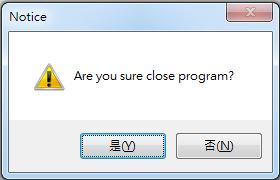 Notice
Are you sure close program?
是(Y)
否(N)